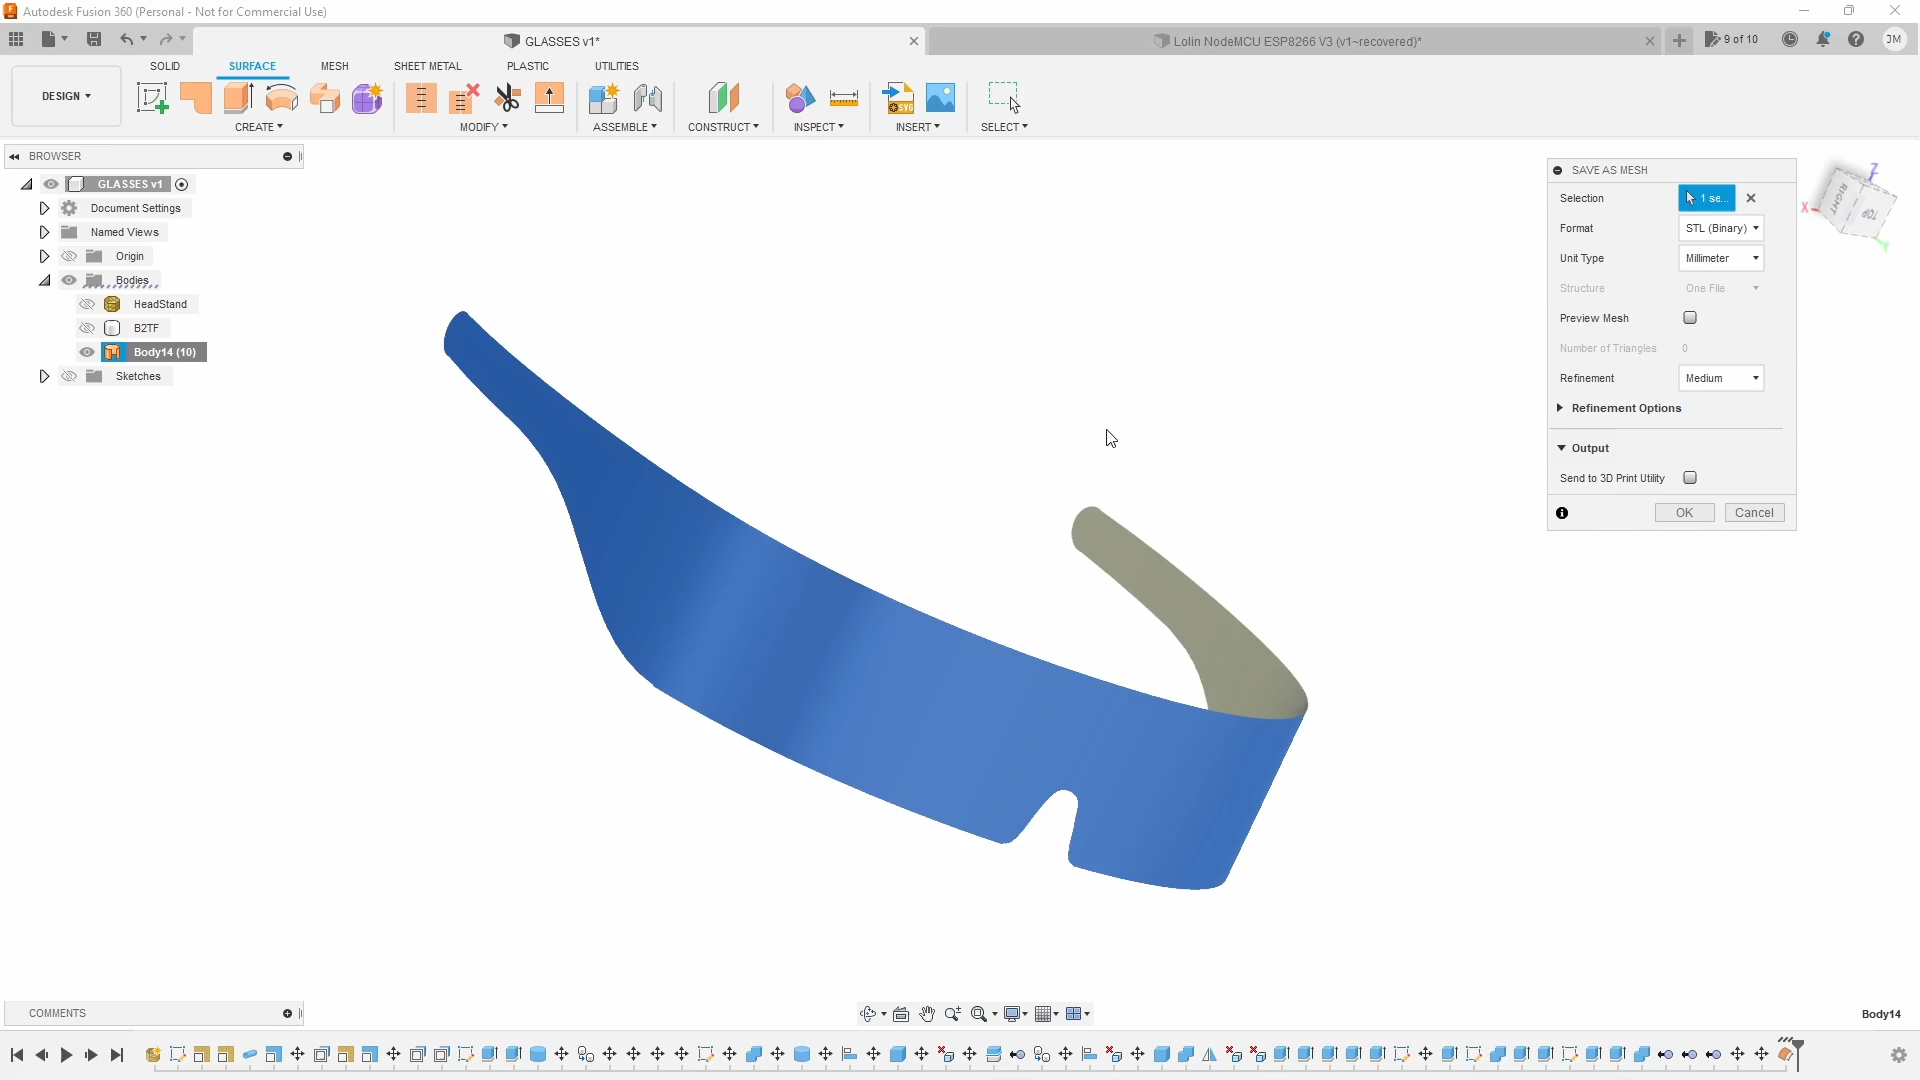 Autodesk Fusion 360 (Personal - Not for Commercial Use)
GLASSES v1*
Lolin NodeMCU ESP8266 V3 (v1~recovered)*
9 of 10
JM
DESIGN
SOLID
SURFACE
MESH
SHEET METAL
PLASTIC
UTILITIES
CREATE
MODIFY
ASSEMBLE
CONSTRUCT
INSPECT
INSERT
SELECT
SVG
BROWSER
GLASSES v1
Document Settings
Named Views
Origin
Bodies
HeadStand
B2TF
Body14 (10)
Sketches
SAVE AS MESH
Selection 1 se...
Format STL (Binary)
Unit Type Millimeter
Structure One File
Preview Mesh
Number of Triangles 0
Refinement Medium
Refinement Options
Output
Send to 3D Print Utility
OK Cancel
Z
X
Y
RIGHT
TOP
COMMENTS
Body14